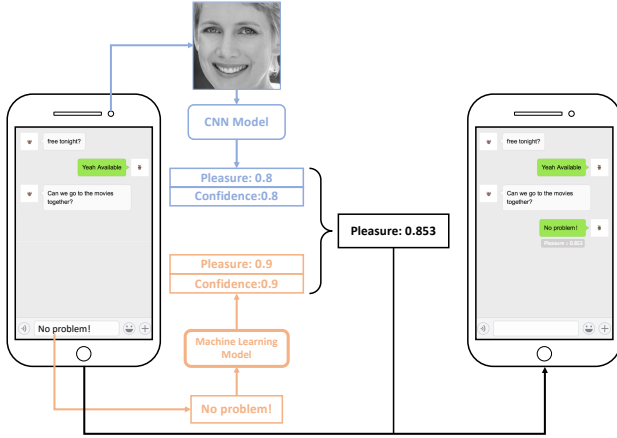 CNN Model
free tonight?
Yeah Available
Can we go to the movies
together?
No problem!
Pleasure: 0.8
Confidence:0.8
Pleasure: 0.9
Confidence:0.9
Machine Learning
Model
No problem!
Pleasure: 0.853
free tonight?
Yeah Available
Can we go to the movies
together?
No problem!
Pleasure : 0.853